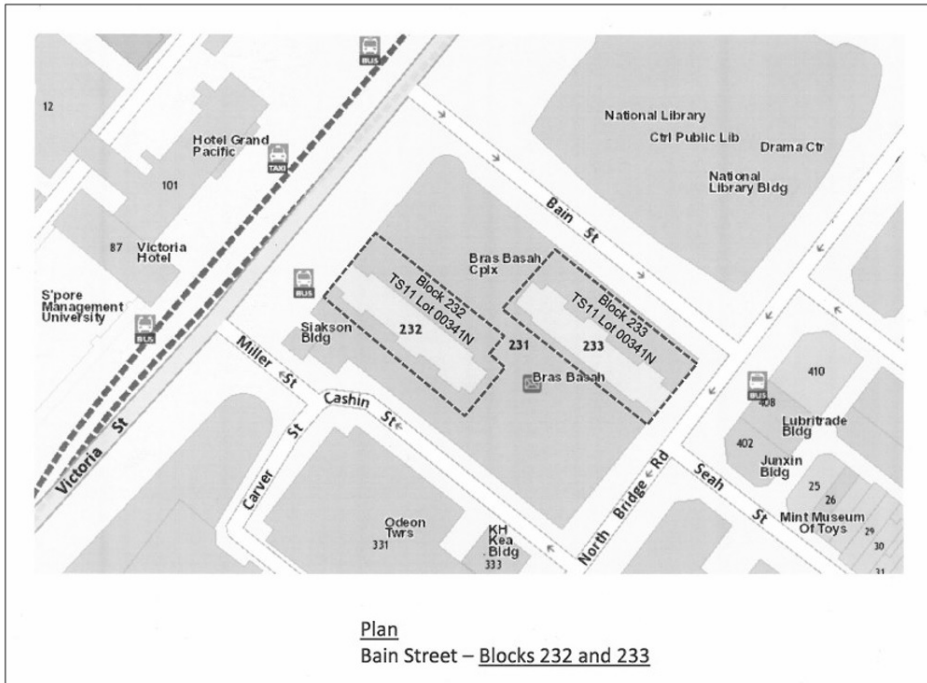 BUS
12
National Library
Ctrl Public Lib
Drama Ctr
National
Library Bldg
Hotel Grand
Pacific
TAXI
101
Bain St
87
Victoria
Hotel
Bras Basah
Cplx
S'pore
Management
University
BUS
BUS
Block 232
TS11 Lot 00341N
232
Block 233
TS11 Lot 00341N
231
233
Siakson
Bldg
Bras Basah
Miller St
Cashin St
Carver St
Victoria St
BUS
410
408
Lubritrade
Bldg
402
Junxin
Bldg
North Bridge Rd
Seah St
25
26
Mint Museum
Of Toys
29
30
31
Odeon
Twrs
331
KH
Kea
Bldg
333
Plan
Bain Street – Blocks 232 and 233